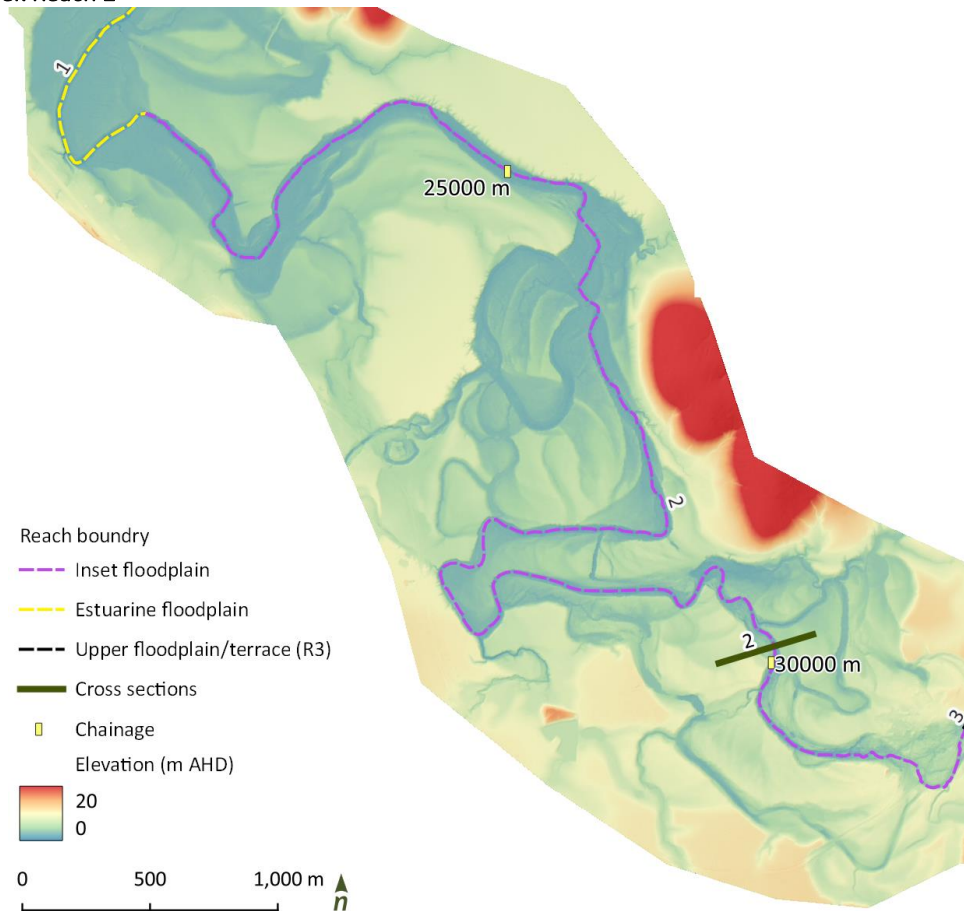 1
25000 m
2
2
30000 m
3
Reach boundry
Inset floodplain
Estuarine floodplain
Upper floodplain/terrace (R3)
Cross sections
Chainage
Elevation (m AHD)
20
0
0 500 1,000 m
n